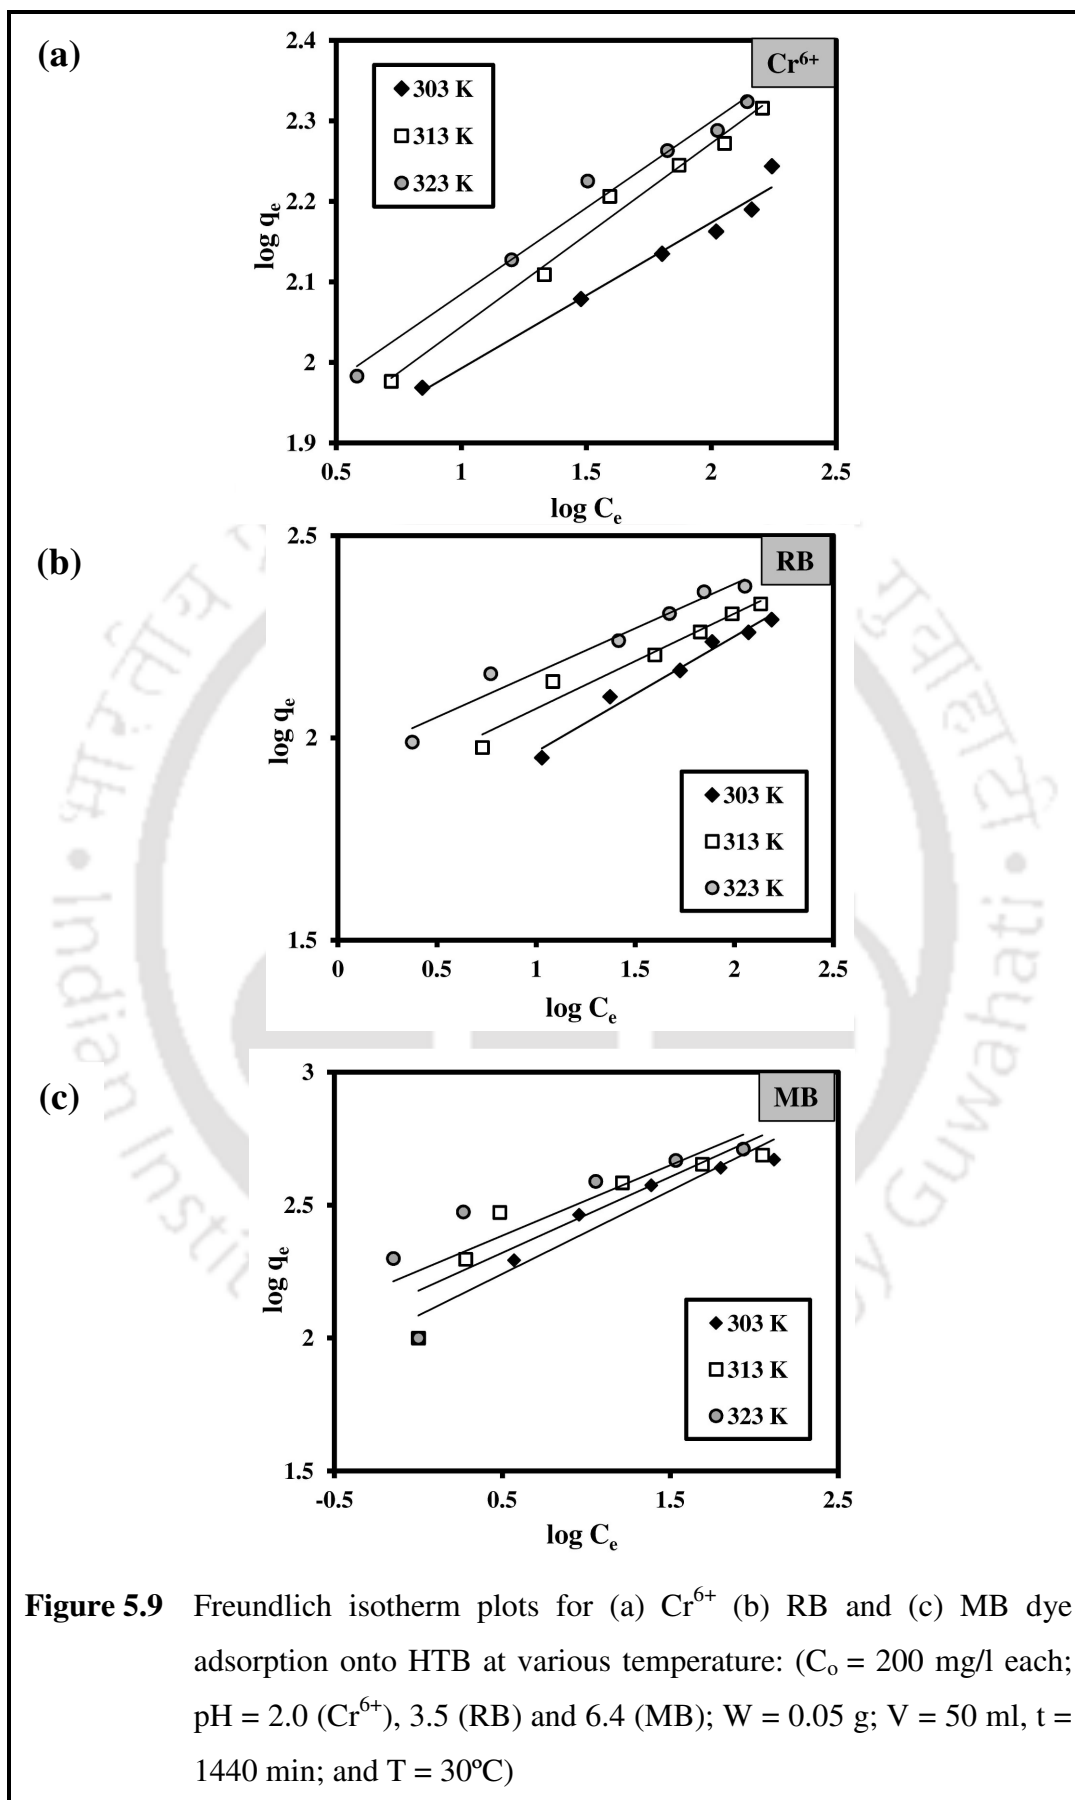 (a)
Cr⁶⁺
303 K
313 K
323 K
2.4
2.3
2.2
2.1
2
1.9
log qₑ
0.5 1 1.5 2 2.5
log Cₑ
(b)
RB
2.5
2
1.5
log qₑ
303 K
313 K
323 K
0 0.5 1 1.5 2 2.5
log Cₑ
(c)
MB
3
2.5
2
1.5
log qₑ
303 K
313 K
323 K
-0.5 0.5 1.5 2.5
log Cₑ
Indian Instit
y Guwahati
Figure 5.9 Freundlich isotherm plots for (a) Cr⁶⁺ (b) RB and (c) MB dye
adsorption onto HTB at various temperature: (Cₒ = 200 mg/l each;
pH = 2.0 (Cr⁶⁺), 3.5 (RB) and 6.4 (MB); W = 0.05 g; V = 50 ml, t =
1440 min; and T = 30ºC)